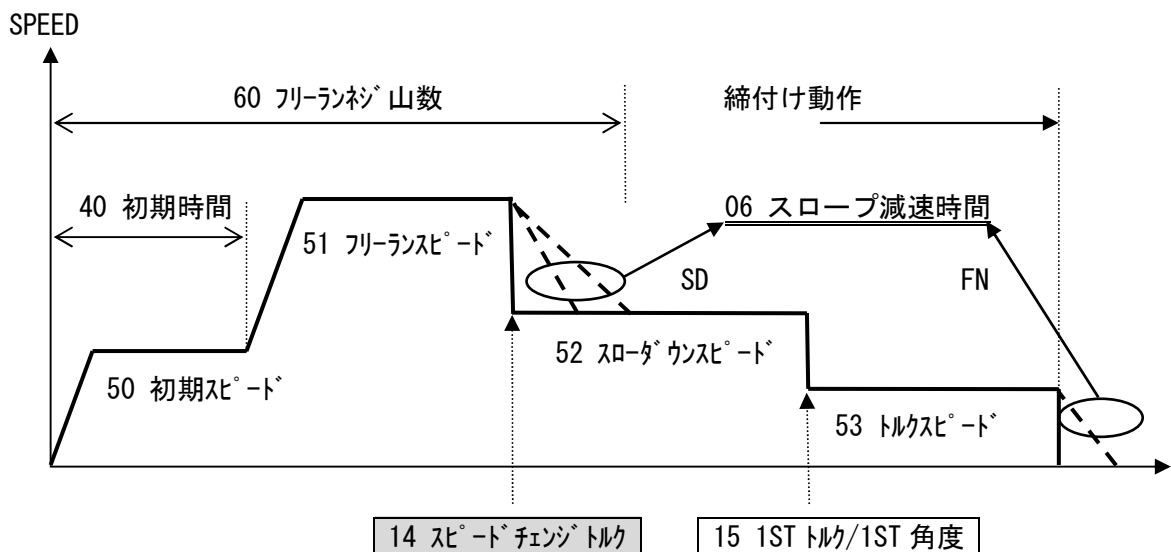 SPEED
60 ﾌﾘｰﾗﾝﾈｼﾞ山数
締付け動作
40 初期時間
06 スロープ減速時間
51 ﾌﾘｰﾗﾝｽﾋﾟｰﾄﾞ
SD
FN
52 ｽﾛｰﾀﾞｳﾝｽﾋﾟｰﾄﾞ
50 初期ｽﾋﾟｰﾄﾞ
53 ﾄﾙｸｽﾋﾟｰﾄﾞ
14 ｽﾋﾟｰﾄﾞﾁｪﾝｼﾞﾄﾙｸ
15 1ST ﾄﾙｸ/1ST 角度